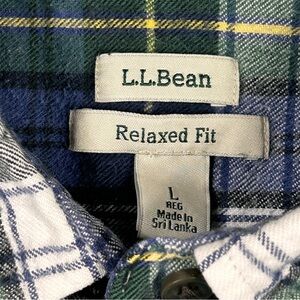 L.L.Bean
Relaxed Fit
L
REG
Made in
Sri Lanka